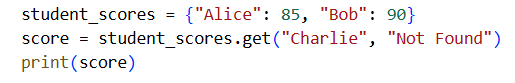 student_scores = {"Alice": 85, "Bob": 90}
score = student_scores.get("Charlie", "Not Found")
print(score)